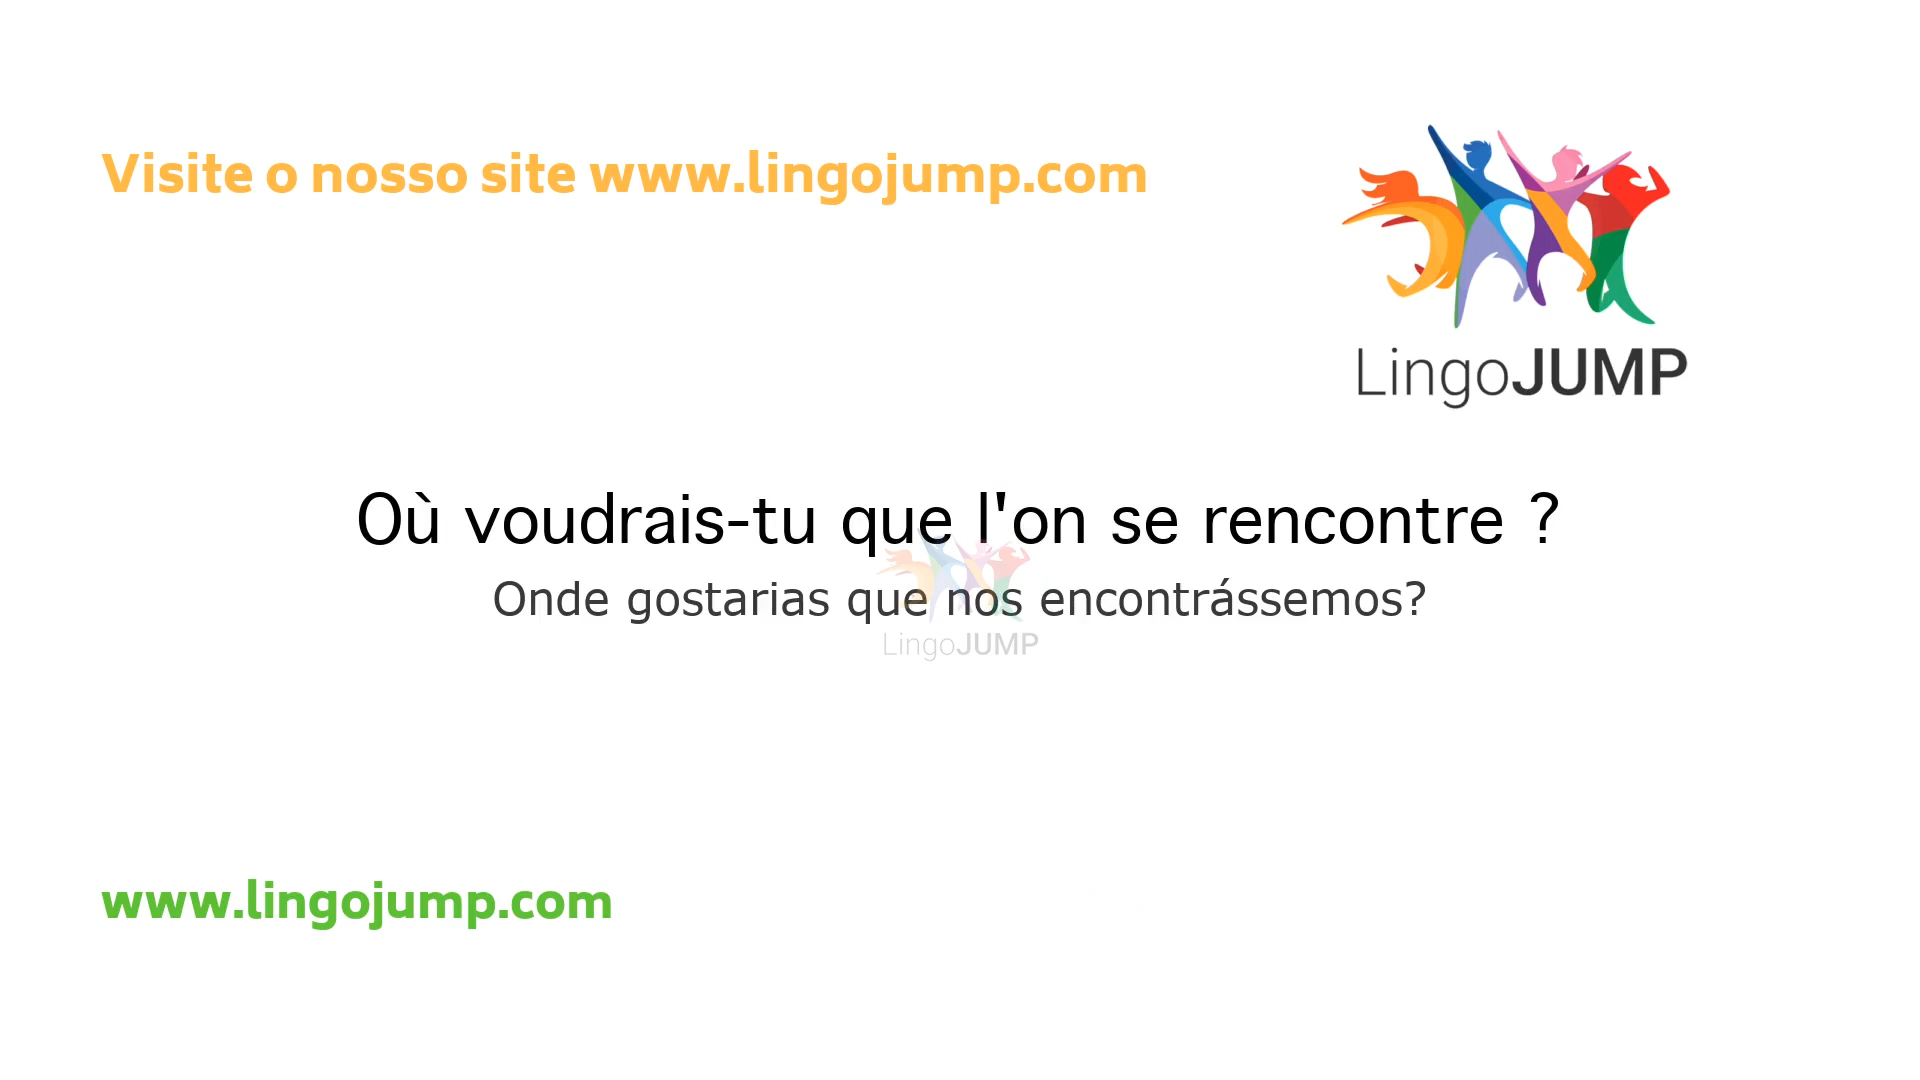 Visite o nosso site www.lingojump.com
LingoJUMP
Où voudrais-tu que l'on se rencontre ?
Onde gostarias que nos encontrássemos?
LingoJUMP
www.lingojump.com